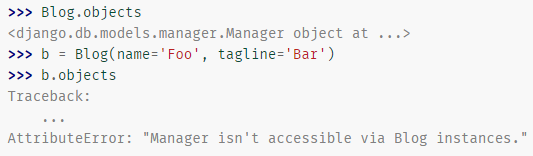 >>> Blog.objects
<django.db.models.manager.Manager object at ...>
>>> b = Blog(name='Foo', tagline='Bar')
>>> b.objects
Traceback:
    ...
AttributeError: "Manager isn't accessible via Blog instances."